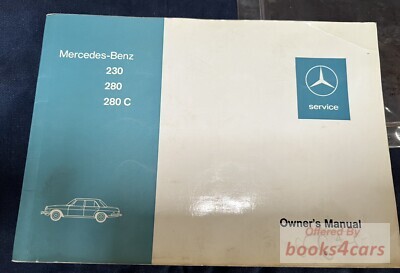 Mercedes-Benz
230
280
280 C
service
Owner's Manual
Offered By
books4cars